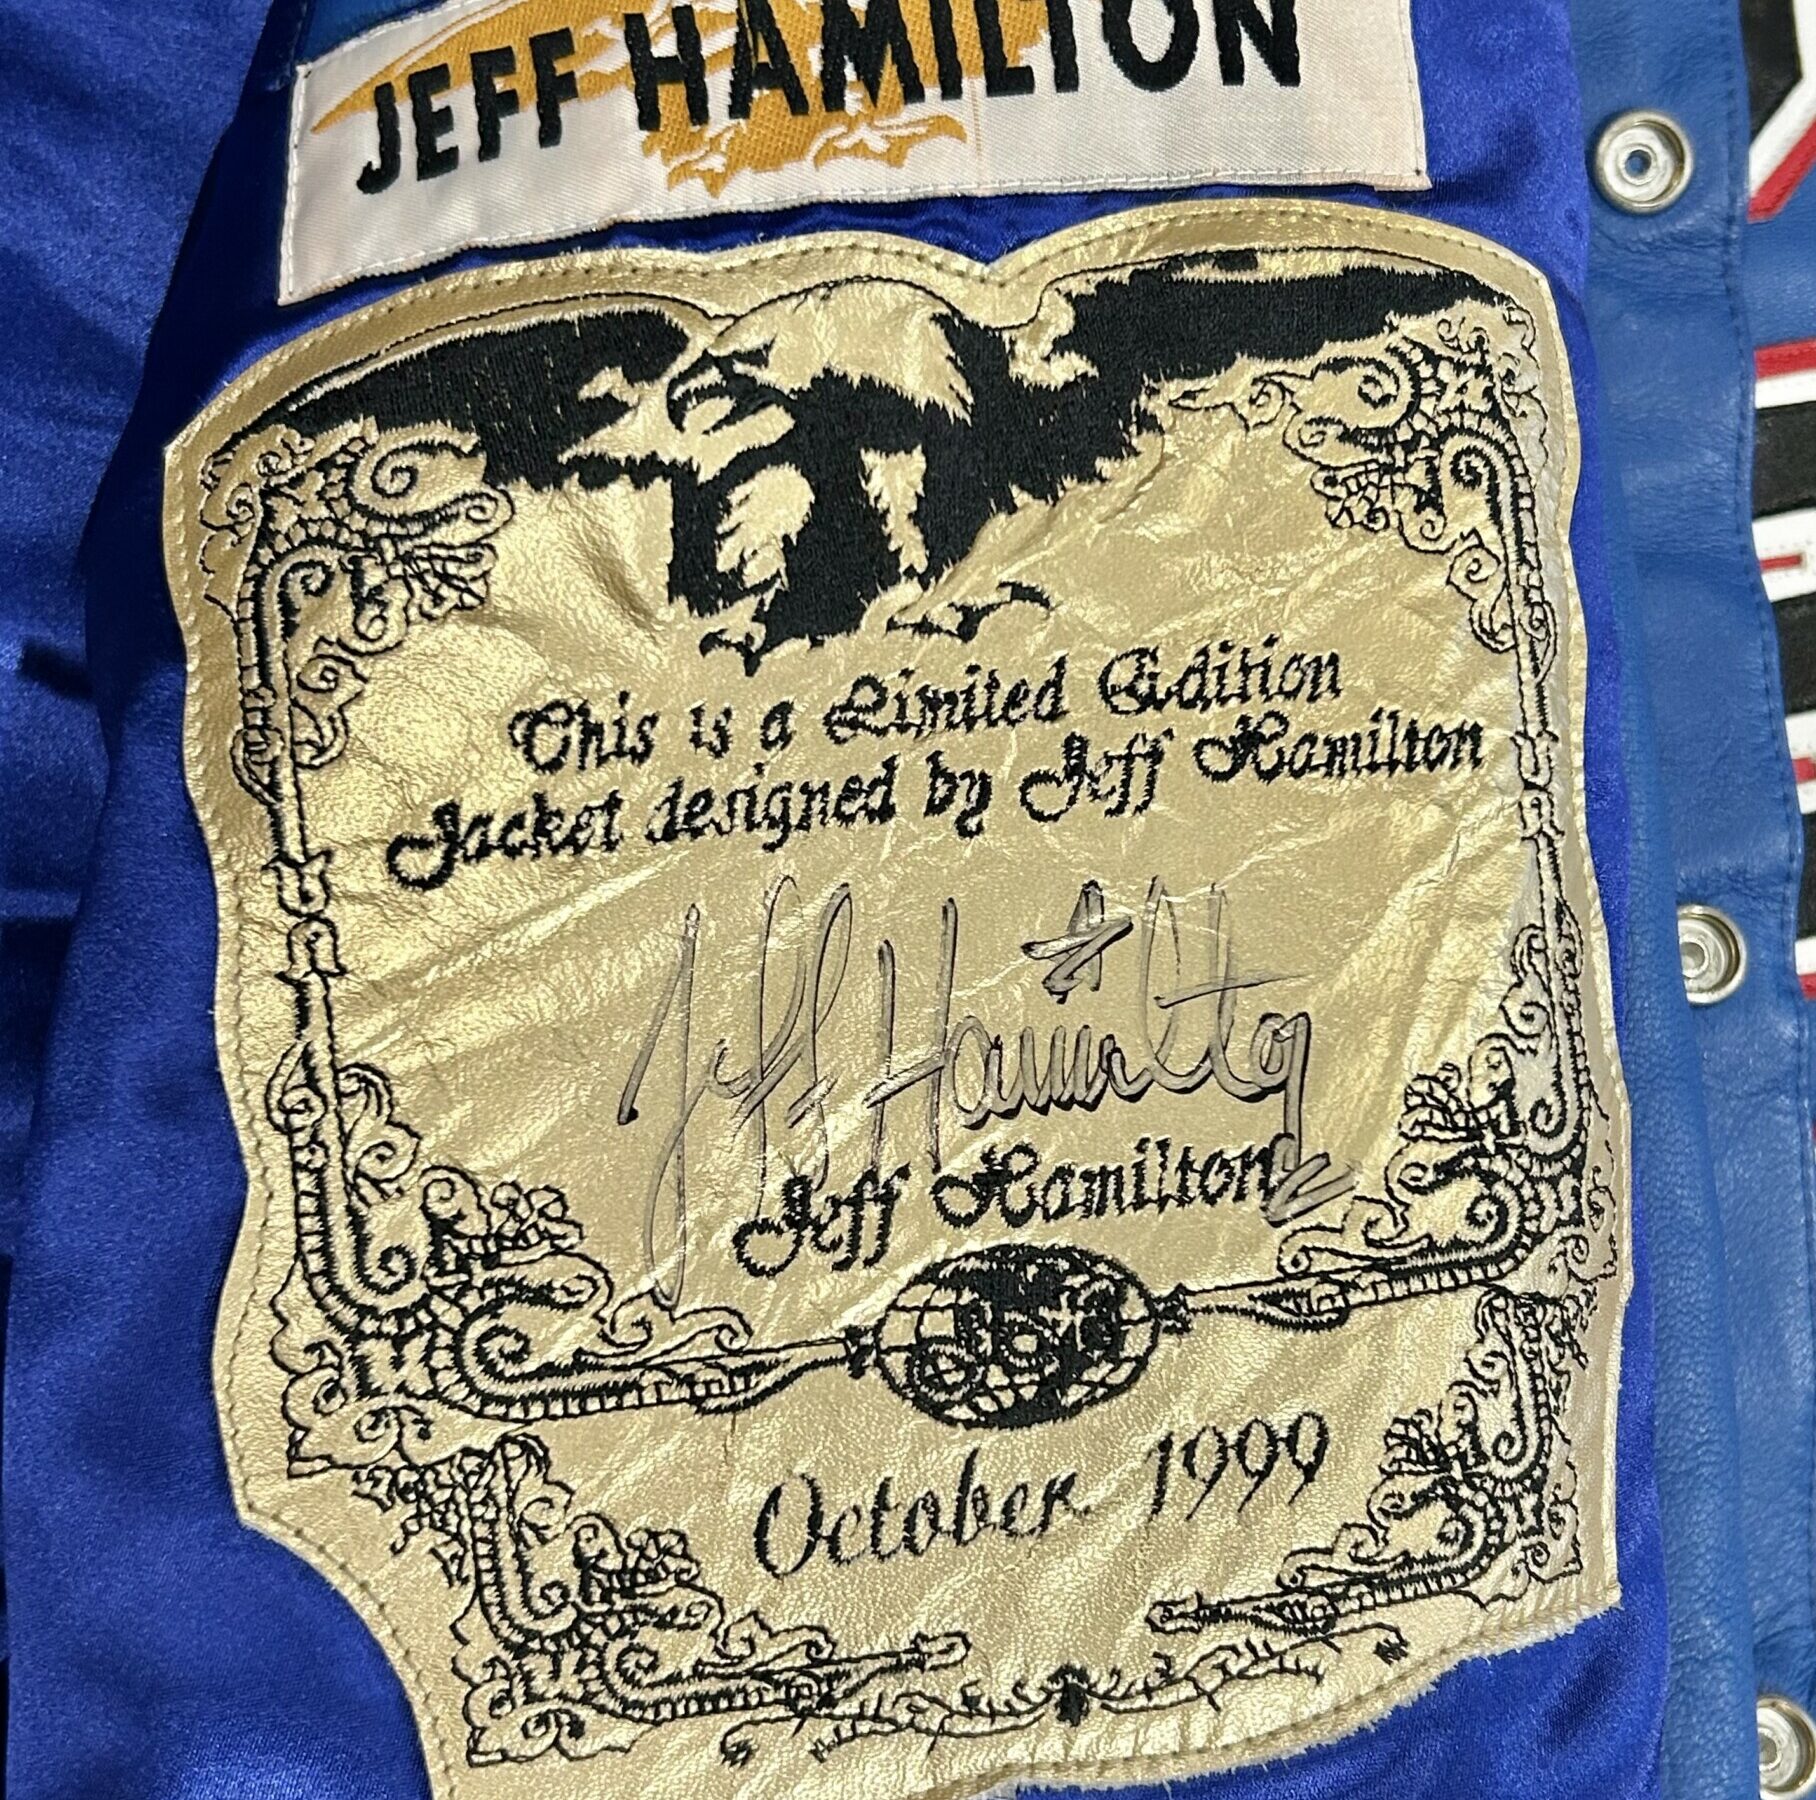 JEFF HAMILTON
This is a Limited Edition
Jacket designed by Jeff Hamilton
Jeff Hamilton
Jeff Hamilton
October 1999